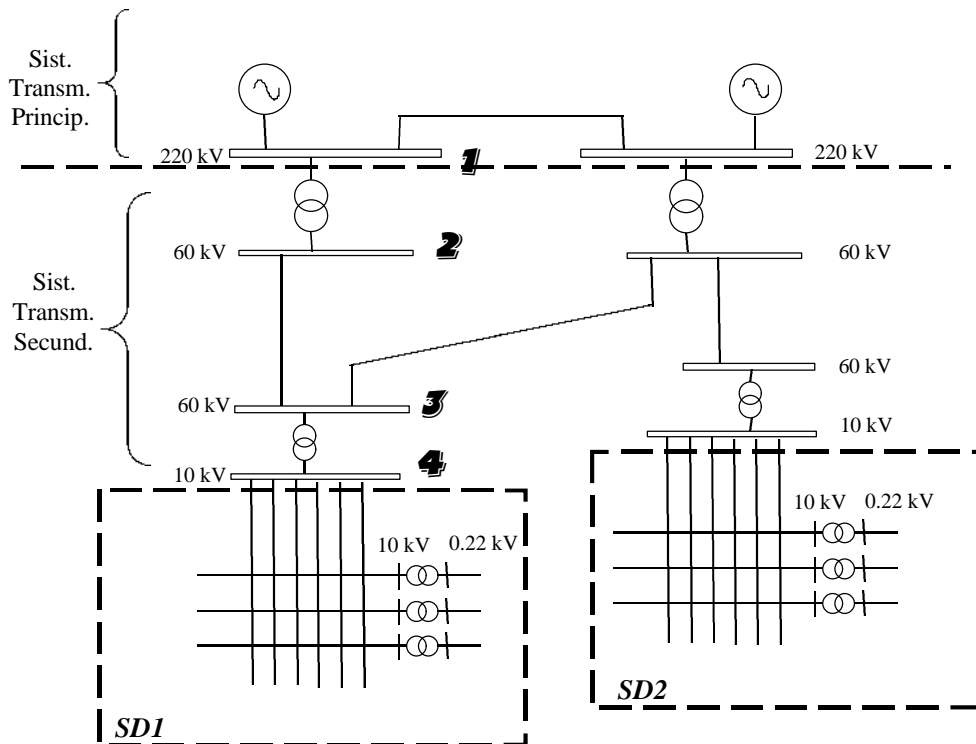 Sist.
Transm.
Princip.
220 kV
1
220 kV
60 kV
2
60 kV
Sist.
Transm.
Secund.
60 kV
60 kV
3
10 kV
10 kV
4
10 kV 0.22 kV
10 kV 0.22 kV
SD2
SD1